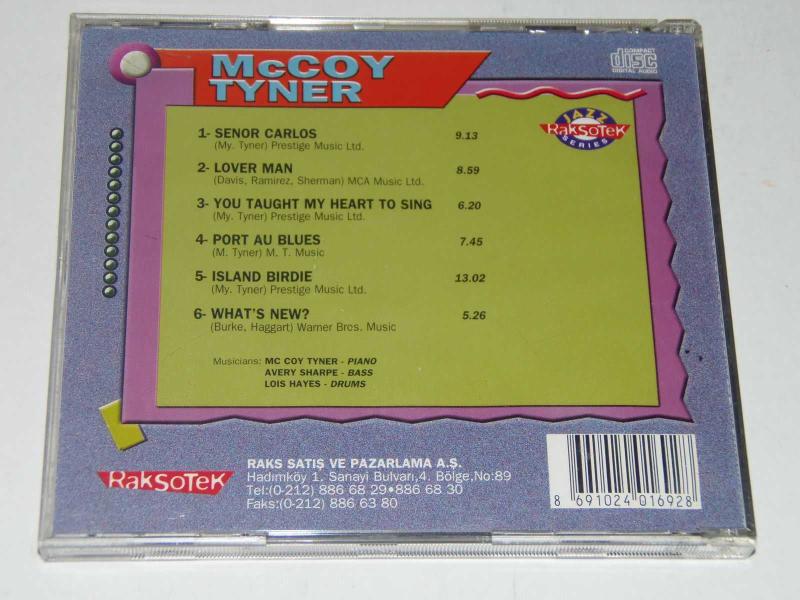 McCOY
TYNER
COMPACT
disc
DIGITAL AUDIO
JAZZ
RAKSOTEK
SERIES
1- SENOR CARLOS 9.13
(My. Tyner) Prestige Music Ltd.
2- LOVER MAN 8.59
(Davis, Ramirez, Sherman) MCA Music Ltd.
3- YOU TAUGHT MY HEART TO SING 6.20
(My. Tyner) Prestige Music Ltd.
4- PORT AU BLUES 7.45
(M. Tyner) M. T. Music
5- ISLAND BIRDIE 13.02
(My. Tyner) Prestige Music Ltd.
6- WHAT'S NEW? 5.26
(Burke, Haggart) Warner Bros. Music
Musicians: MC COY TYNER - PIANO
AVERY SHARPE - BASS
LOIS HAYES - DRUMS
RAKSOTEK
RAKS SATIŞ VE PAZARLAMA A.Ş.
Hadımköy 1. Sanayi Bulvarı,4. Bölge,No:89
Tel:(0-212) 886 68 29•886 68 30
Faks:(0-212) 886 63 80
8 691024 016928